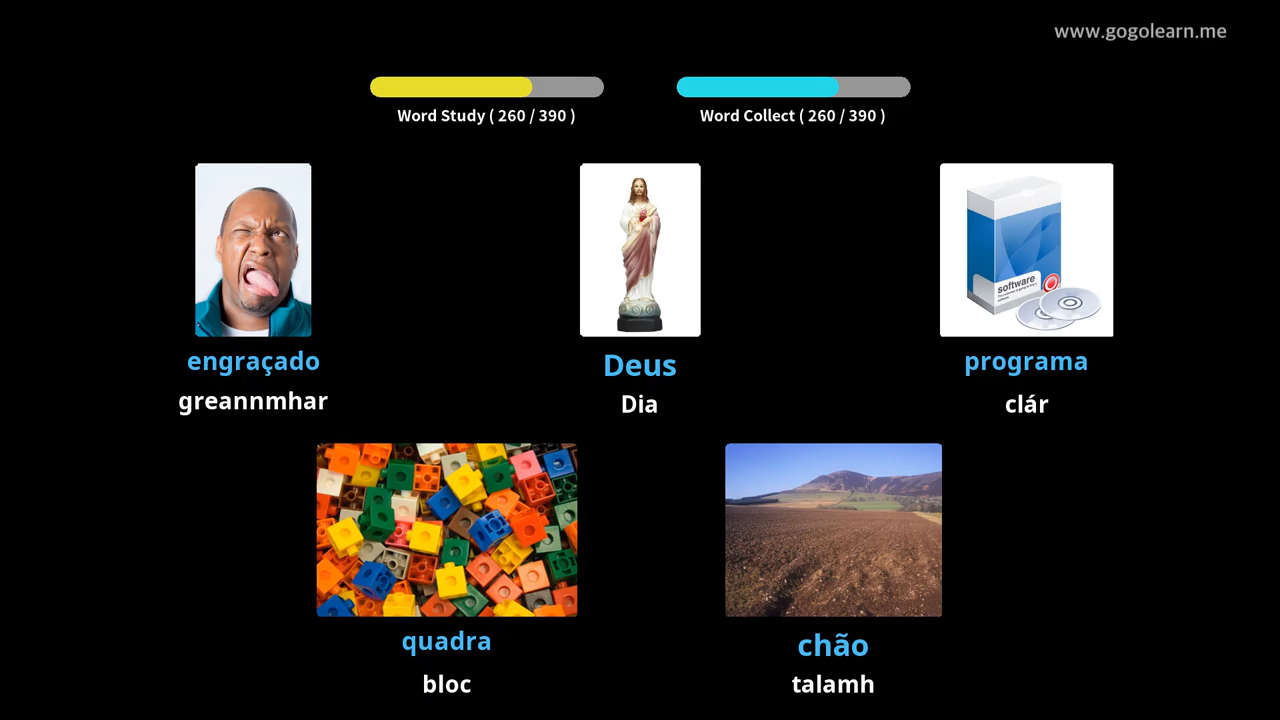 www.gogolearn.me
Word Study ( 260 / 390 )
Word Collect ( 260 / 390 )
software
engraçado
Deus
programa
greannmhar
Dia
clár
quadra
chão
bloc
talamh